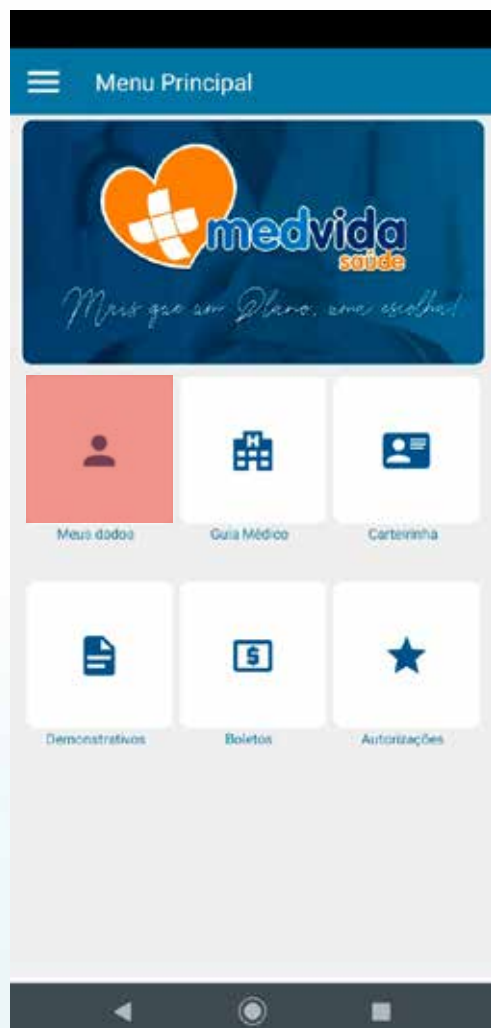 Menu Principal
medvida
saúde
Mais que um Plano, uma escolha!
Meus dados
Guia Médico
Carteirinha
Demonstrativos
Boletos
Autorizações